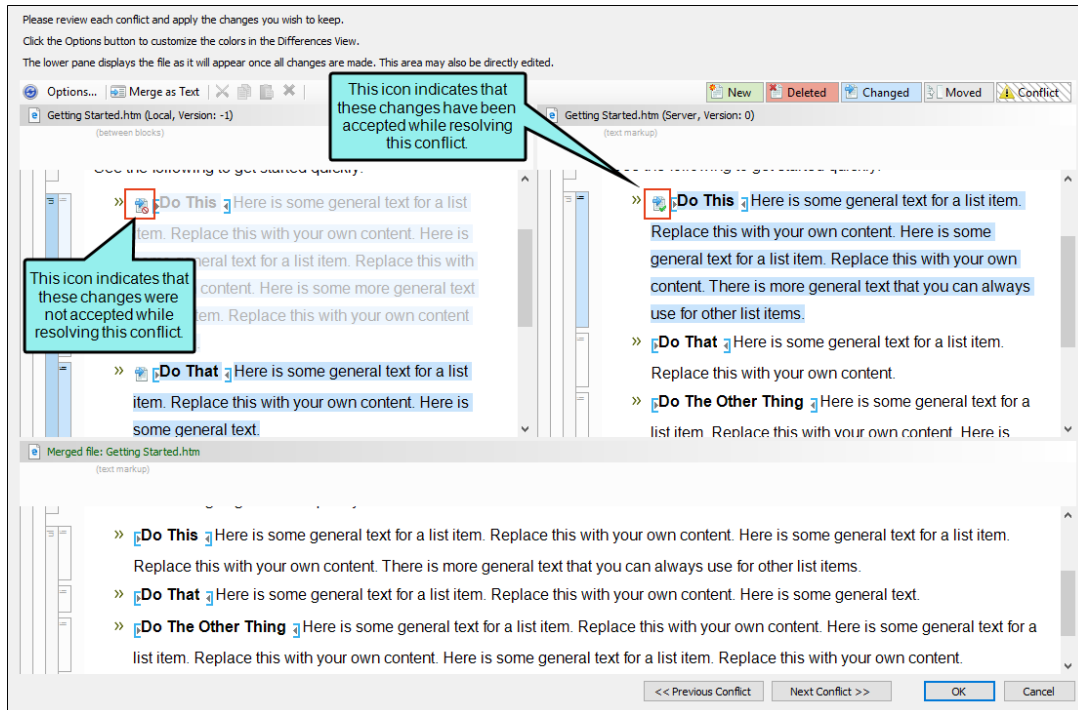 Please review each conflict and apply the changes you wish to keep.
Click the Options button to customize the colors in the Differences View.
The lower pane displays the file as it will appear once all changes are made. This area may also be directly edited.
Options... Merge as Text New Deleted Changed Moved Conflict
This icon indicates that
these changes have been
accepted while resolving
this conflict.
Getting Started.htm (Local, Version: -1)
(between blocks)
See the following to get started quickly:
» Do This Here is some general text for a list
item. Replace this with your own content. Here is
general text for a list item. Replace this with
content. Here is some more general text
item. Replace this with your own content
This icon indicates that
these changes were
not accepted while
resolving this conflict.
» Do That Here is some general text for a list
item. Replace this with your own content. Here is
some general text.
Getting Started.htm (Server, Version: 0)
(text markup)
» Do This Here is some general text for a list item.
Replace this with your own content. Here is some
general text for a list item. Replace this with your own
content. There is more general text that you can always
use for other list items.
» Do That Here is some general text for a list item.
Replace this with your own content.
» Do The Other Thing Here is some general text for a
list item. Replace this with your own content. Here is
Merged file: Getting Started.htm
(text markup)
» Do This Here is some general text for a list item. Replace this with your own content. Here is some general text for a list item.
Replace this with your own content. There is more general text that you can always use for other list items.
» Do That Here is some general text for a list item. Replace this with your own content. Here is some general text.
» Do The Other Thing Here is some general text for a list item. Replace this with your own content. Here is some general text for a
list item. Replace this with your own content. Here is some general text for a list item. Replace this with your own content.
<< Previous Conflict Next Conflict >> OK Cancel